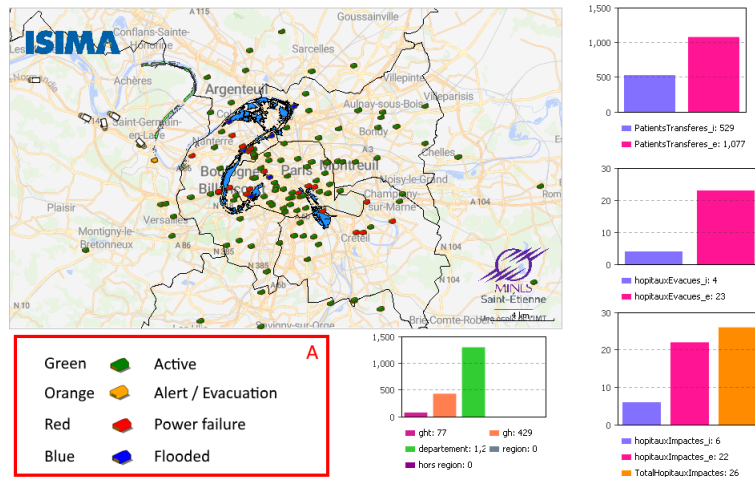 ISIMA
Goussainville
Conflans-Sainte-
Honorine
Sarcelles
Normandie
Achères
Villepinte
Argenteuil
Villeparisis
Aulnay-sous-Bois
Saint-Germain-
en-Laye
Bondy
Nanterre
A 3
Chelles
Paris
Montreuil
Noisy-le-Grand
Champigny-
sur-Marne
Plaisir
Versailles
A 104
Montigny-le-
Bretonneux
A 86
N 118
Créteil
N 385
N 104
A6b
N 10
MINES
Saint-Étienne
4 km
Savigny-sur-Orge
Brie-Comte-Robert
A
Green Active
Orange Alert / Evacuation
Red Power failure
Blue Flooded
1,500
1,000
500
0
ght: 77 gh: 429
departement: 1,2 region: 0
hors region: 0
1,500
1,000
500
0
PatientsTransferes_i: 529
PatientsTransferes_e: 1,077
30
20
10
0
hopitauxEvacues_i: 4
hopitauxEvacues_e: 23
30
20
10
0
hopitauxImpactes_i: 6
hopitauxImpactes_e: 22
TotalHopitauxImpactes: 26